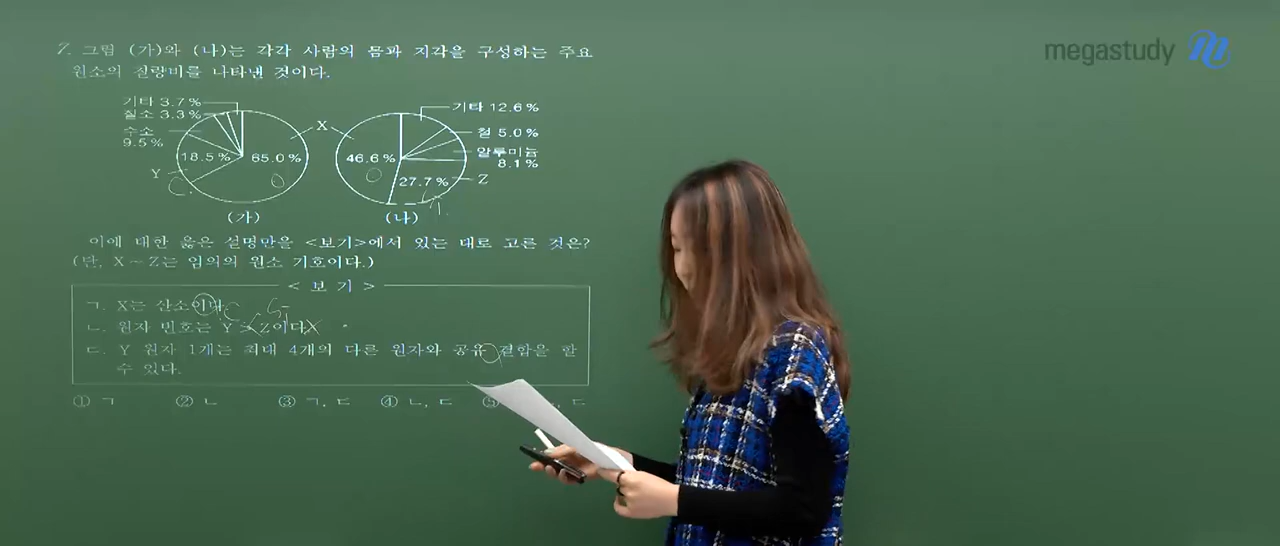 megastudy
7. 그림 (가)와 (나)는 각각 사람의 몸과 지각을 구성하는 주요
원소의 질량비를 나타낸 것이다.
기타 3.7 %
질소 3.3 %
수소
9.5 %
18.5 %
65.0 %
Y
C
O
(가)
X
기타 12.6 %
철 5.0 %
알루미늄
8.1 %
46.6 %
27.7 %
Z
O
Si
(나)
이에 대한 옳은 설명만을 <보기>에서 있는 대로 고른 것은?
(단, X ~ Z는 임의의 원소 기호이다.)
< 보 기 >
ㄱ. X는 산소이다.
C Si
ㄴ. 원자 번호는 Y > Z이다. X
ㄷ. Y 원자 1개는 최대 4개의 다른 원자와 공유 결합을 할
수 있다.
① ㄱ ② ㄴ ③ ㄱ, ㄷ ④ ㄴ, ㄷ ⑤ , ㄷ